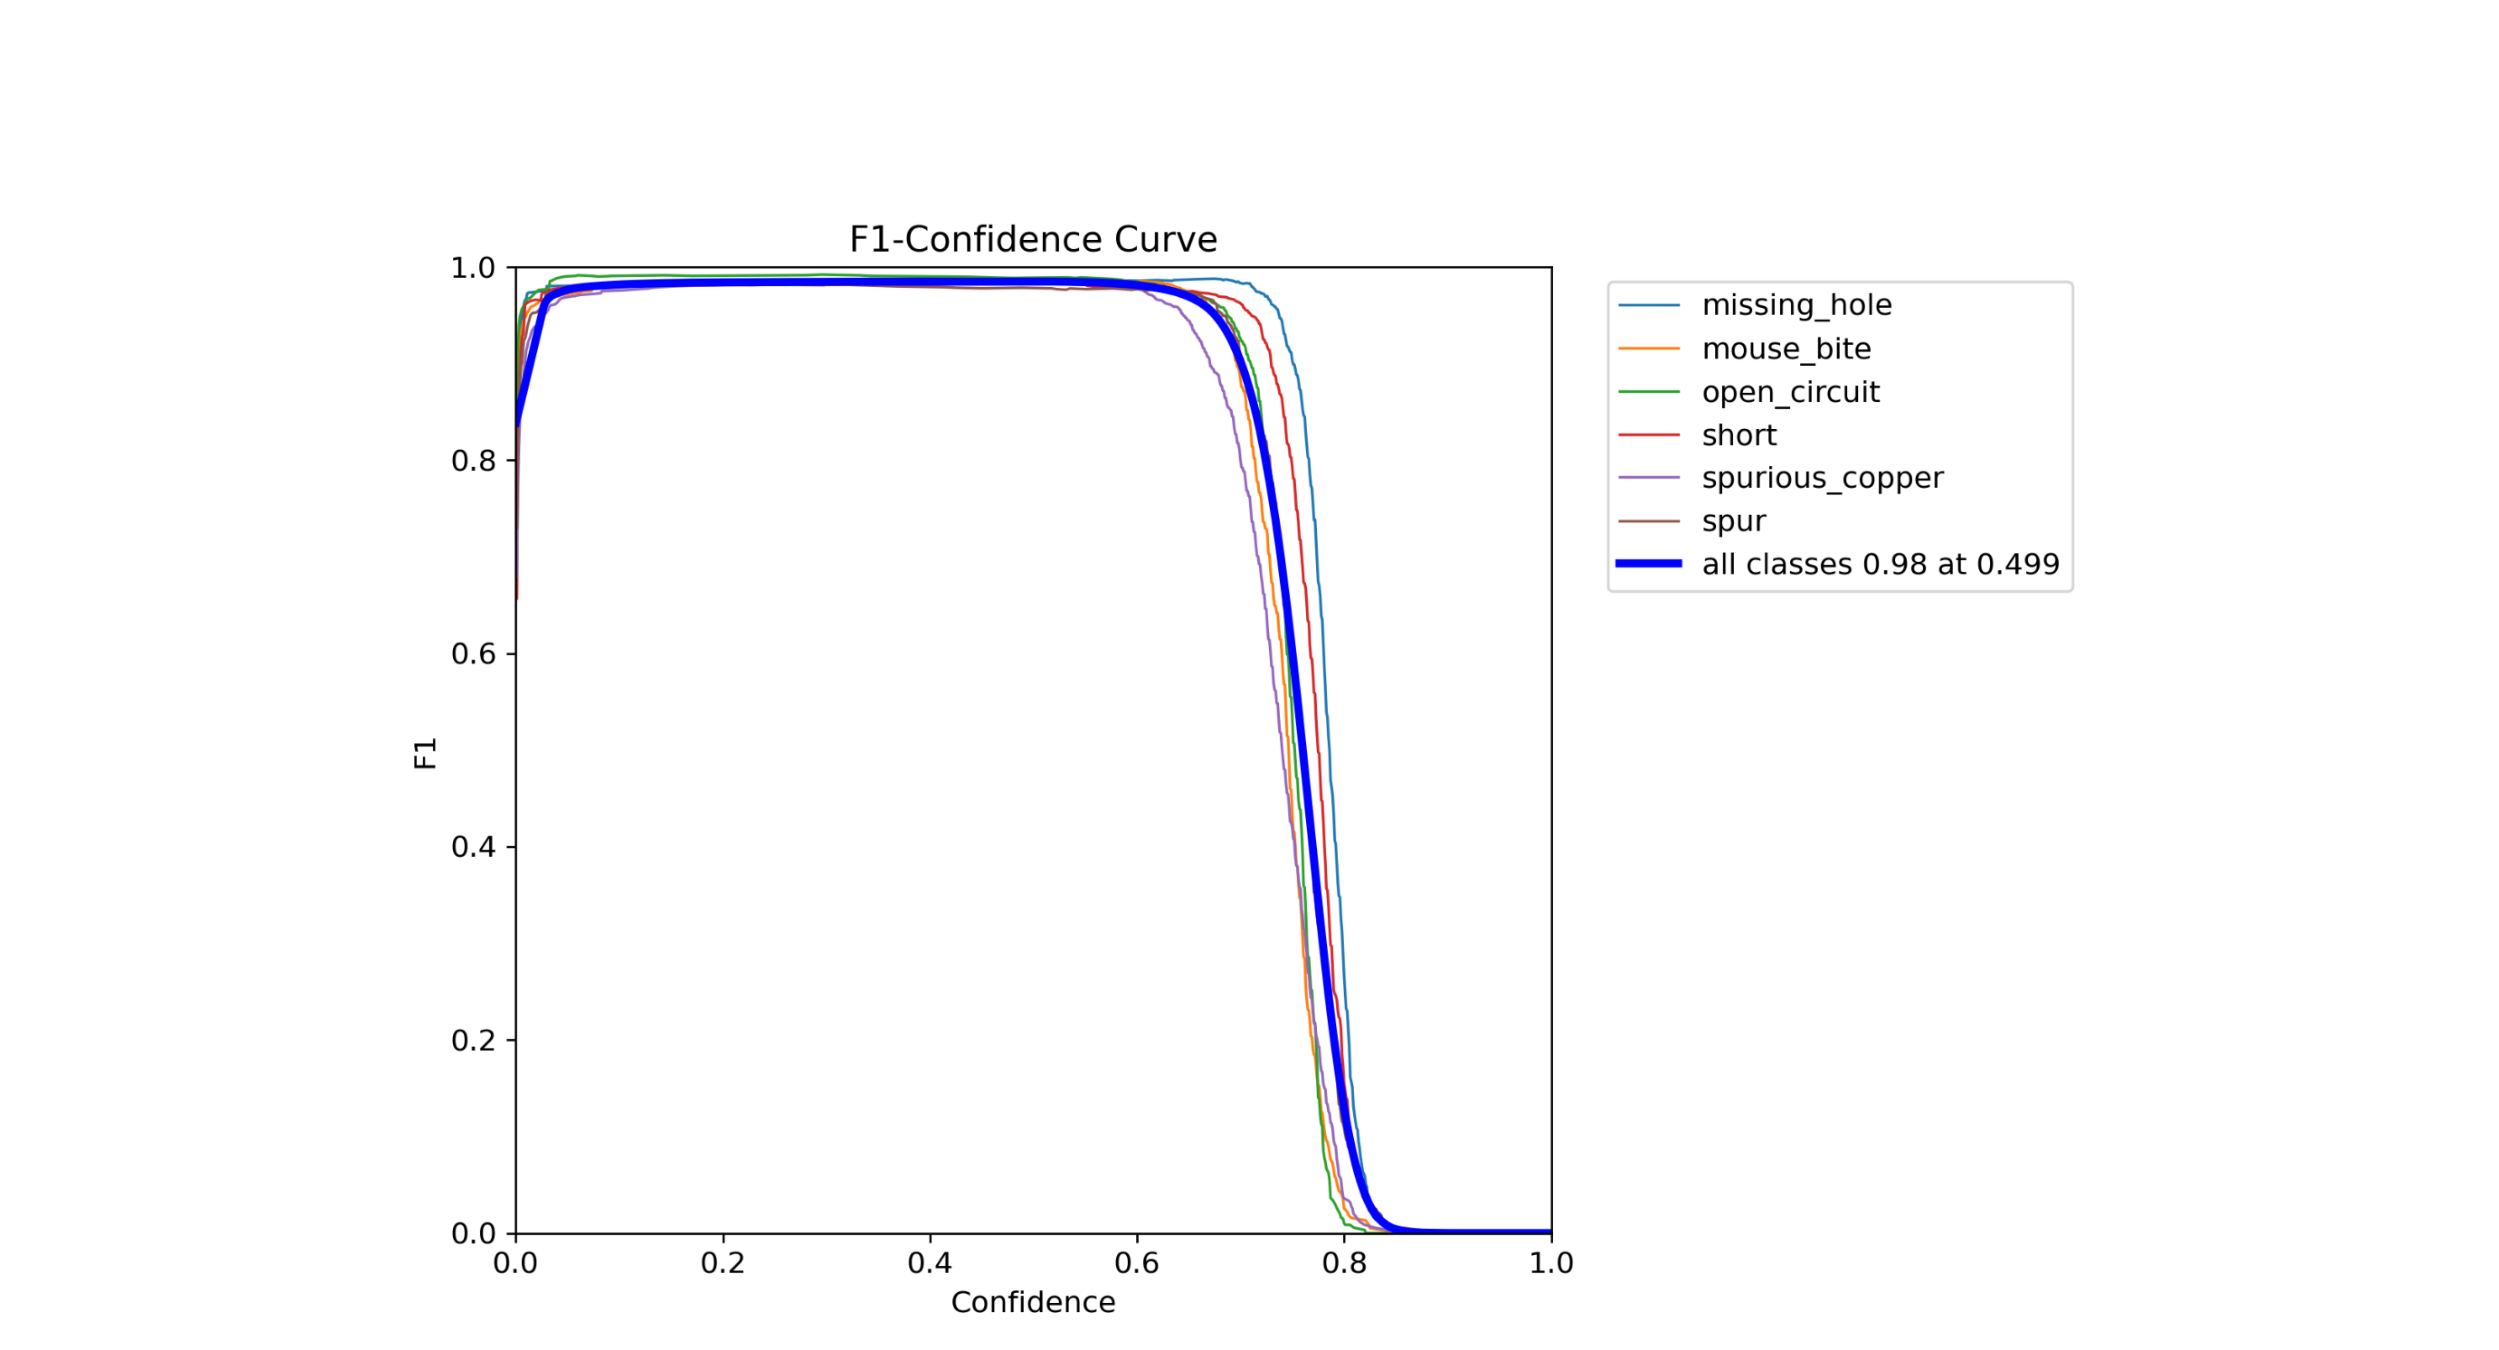 F1-Confidence Curve
1.0
0.8
0.6
0.4
0.2
0.0
F1
0.0 0.2 0.4 0.6 0.8 1.0
Confidence
missing_hole
mouse_bite
open_circuit
short
spurious_copper
spur
all classes 0.98 at 0.499